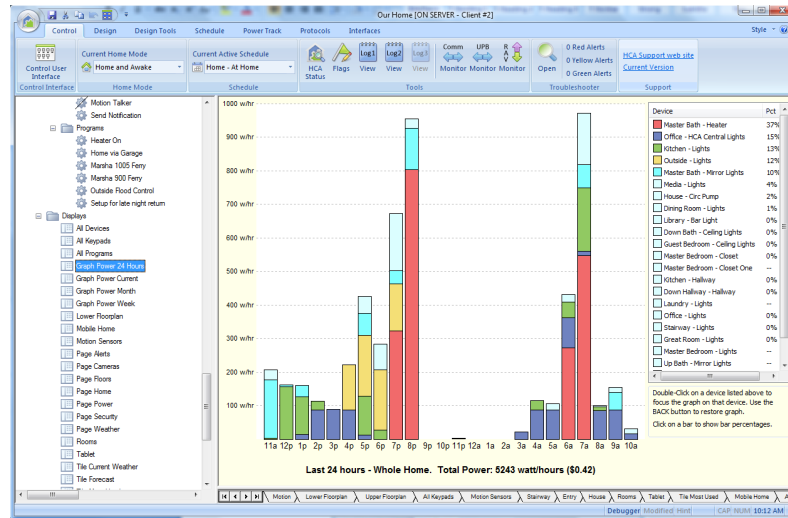 Our Home [ON SERVER - Client #2]
Control Design Design Tools Schedule Power Track Protocols Interfaces Style
Control User Interface
Control Interface
Current Home Mode
Home and Awake
Home Mode
Current Active Schedule
Home - At Home
Schedule
HCA Status
Flags
Log1 View
Log2 View
Log3 View
Comm Monitor
UPB Monitor
R A V Monitor
Tools
Open
0 Red Alerts
0 Yellow Alerts
0 Green Alerts
Troubleshooter
HCA Support web site
Current Version
Support
Motion Talker
Send Notification
Programs
Heater On
Home via Garage
Marsha 1005 Ferry
Marsha 900 Ferry
Outside Flood Control
Setup for late night return
Displays
All Devices
All Keypads
All Programs
Graph Power 24 Hours
Graph Power Current
Graph Power Month
Graph Power Week
Lower Floorplan
Mobile Home
Motion Sensors
Page Alerts
Page Cameras
Page Floors
Page Home
Page Power
Page Security
Page Weather
Rooms
Tablet
Tile Current Weather
Tile Forecast
1000 w/hr
900 w/hr
800 w/hr
700 w/hr
600 w/hr
500 w/hr
400 w/hr
300 w/hr
200 w/hr
100 w/hr
11a 12p 1p 2p 3p 4p 5p 6p 7p 8p 9p 10p 11p 12a 1a 2a 3a 4a 5a 6a 7a 8a 9a 10a
Last 24 hours - Whole Home. Total Power: 5243 watt/hours ($0.42)
Device Pct
Master Bath - Heater 37%
Office - HCA Central Lights 15%
Kitchen - Lights 13%
Outside - Lights 12%
Master Bath - Mirror Lights 10%
Media - Lights 4%
House - Circ Pump 2%
Dining Room - Lights 1%
Library - Bar Light 0%
Down Bath - Ceiling Lights 0%
Guest Bedroom - Ceiling Lights 0%
Master Bedroom - Closet 0%
Master Bedroom - Closet One --
Kitchen - Hallway 0%
Down Hallway - Hallway 0%
Laundry - Lights --
Office - Lights 0%
Stairway - Lights 0%
Great Room - Lights 0%
Master Bedroom - Lights --
Up Bath - Mirror Lights --
Double-Click on a device listed above to
focus the graph on that device. Use the
BACK button to restore graph.
Click on a bar to show bar percentages.
Motion Lower Floorplan Upper Floorplan All Keypads Motion Sensors Stairway Entry House Rooms Tablet Tile Most Used Mobile Home A
Debugger Modified Hint CAP NUM 10:12 AM